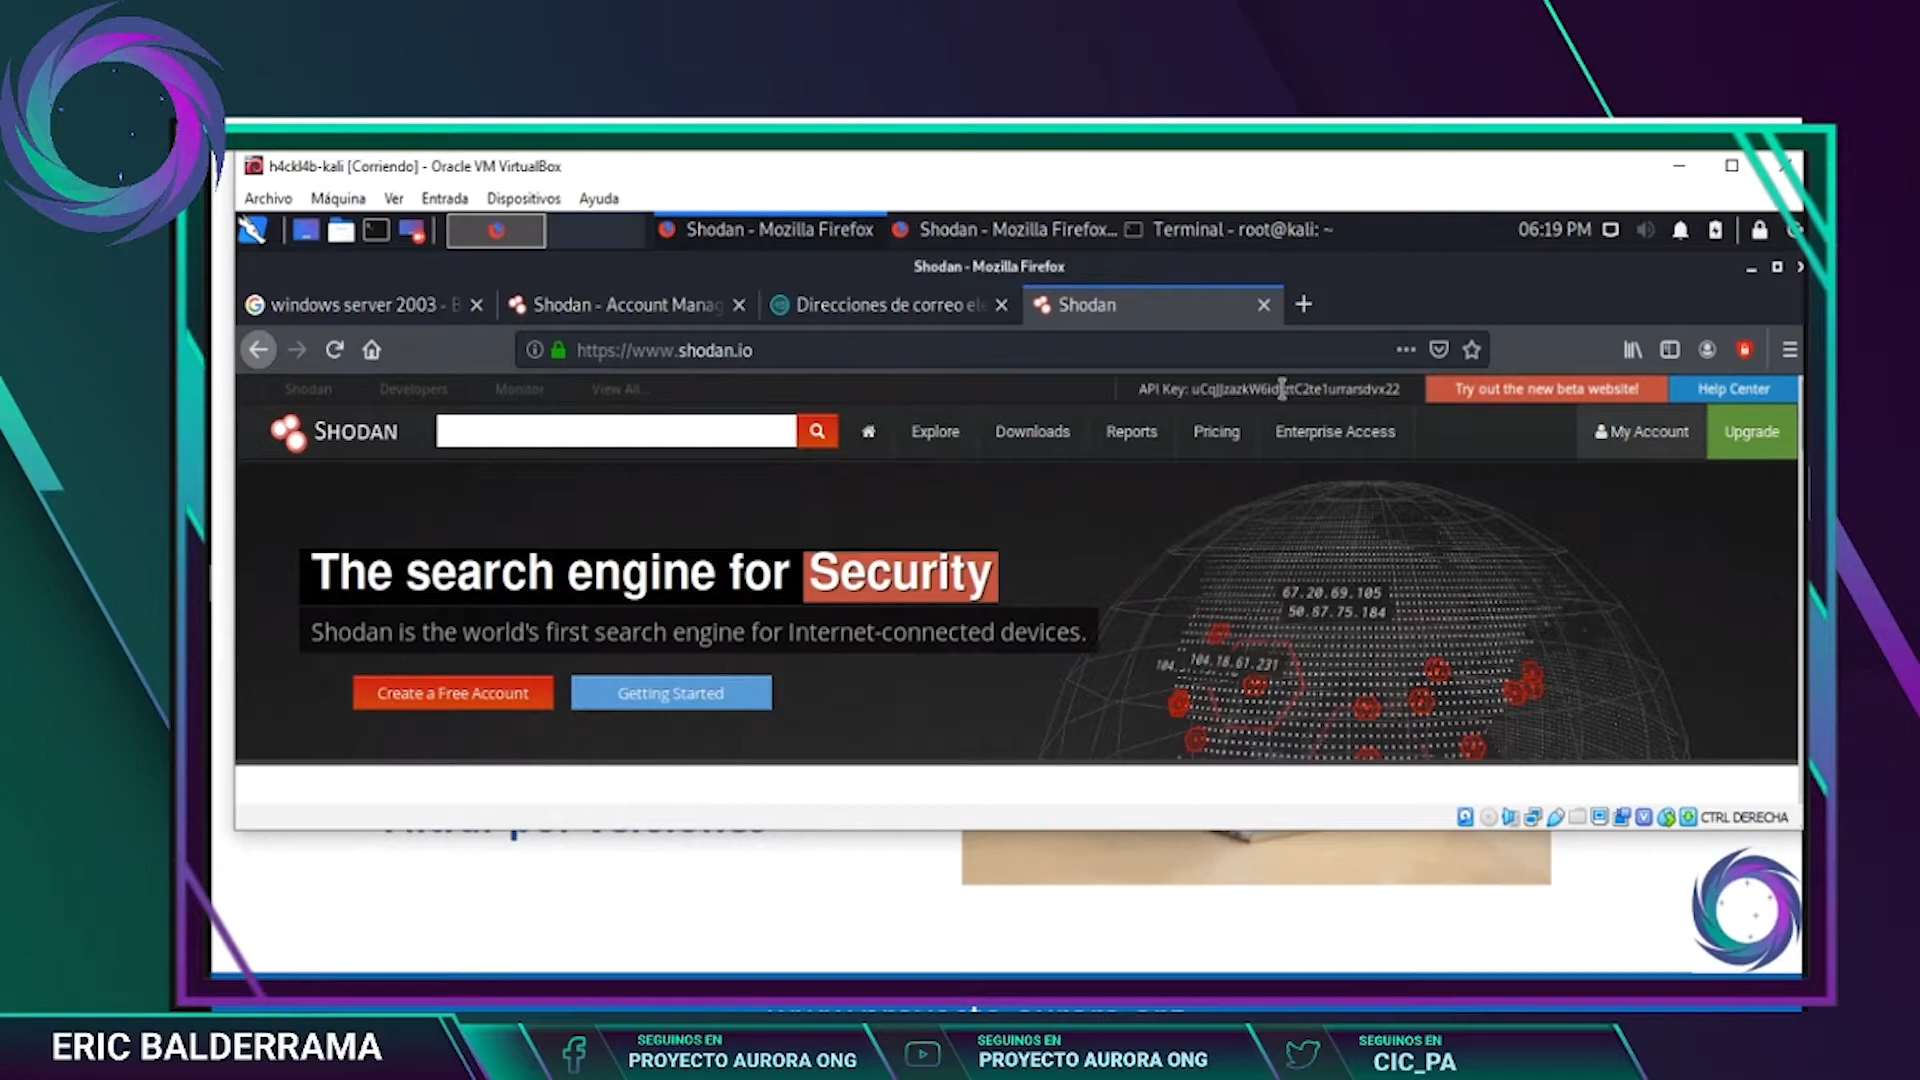 h4ckl4b-kali [Corriendo] - Oracle VM VirtualBox
Archivo Máquina Ver Entrada Dispositivos Ayuda
Shodan - Mozilla Firefox Shodan - Mozilla Firefox... Terminal - root@kali: ~ 06:19 PM
Shodan - Mozilla Firefox
windows server 2003 - B Shodan - Account Manag Direcciones de correo ele Shodan
https://www.shodan.io
Shodan Developers Monitor View All... API Key: Try out the new beta website! Help Center
SHODAN Explore Downloads Reports Pricing Enterprise Access My Account Upgrade
The search engine for Security
Shodan is the world's first search engine for Internet-connected devices.
Create a Free Account Getting Started
67.20.69.105
50.67.75.184
104. 104.18.61.231
CTRL DERECHA
ERIC BALDERRAMA
SEGUINOS EN
PROYECTO AURORA ONG
SEGUINOS EN
PROYECTO AURORA ONG
SEGUINOS EN
CIC_PA